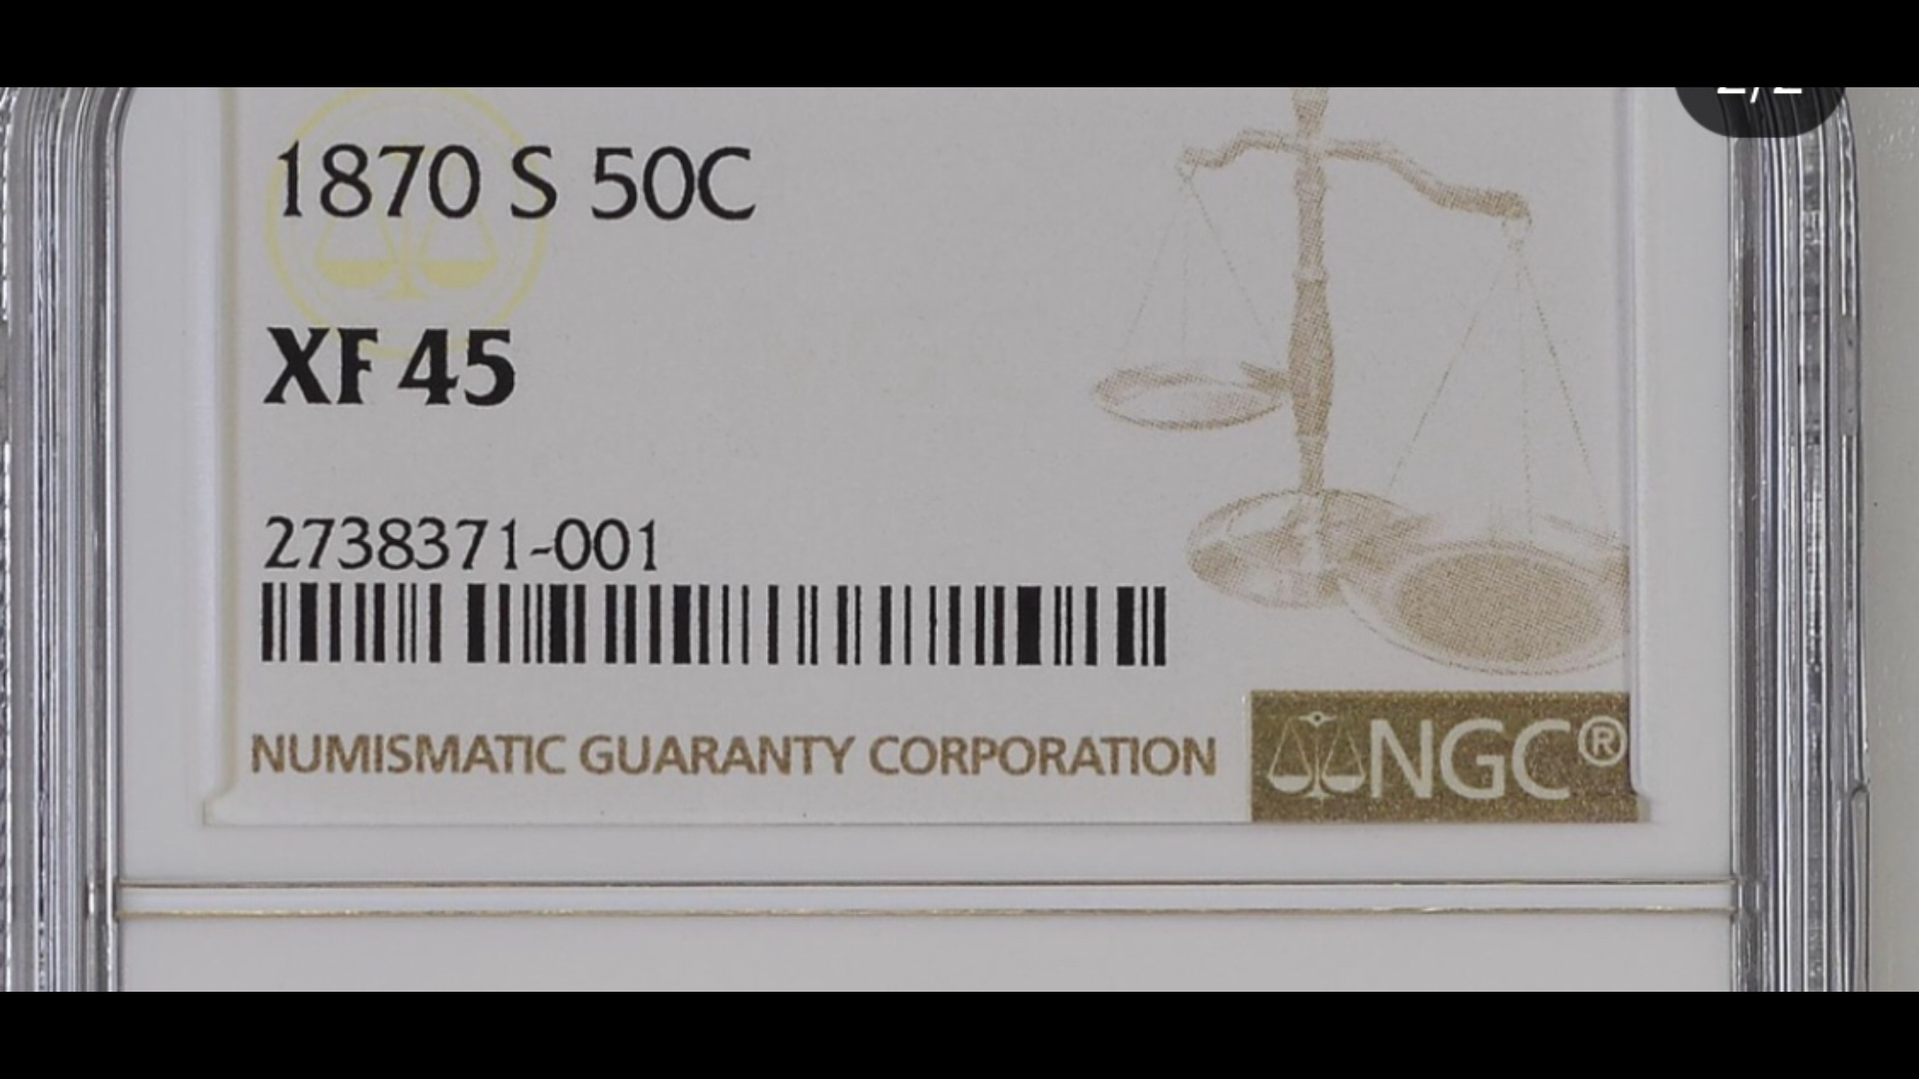 1870 S 50C
XF 45
2738371-001
NUMISMATIC GUARANTY CORPORATION
NGC®